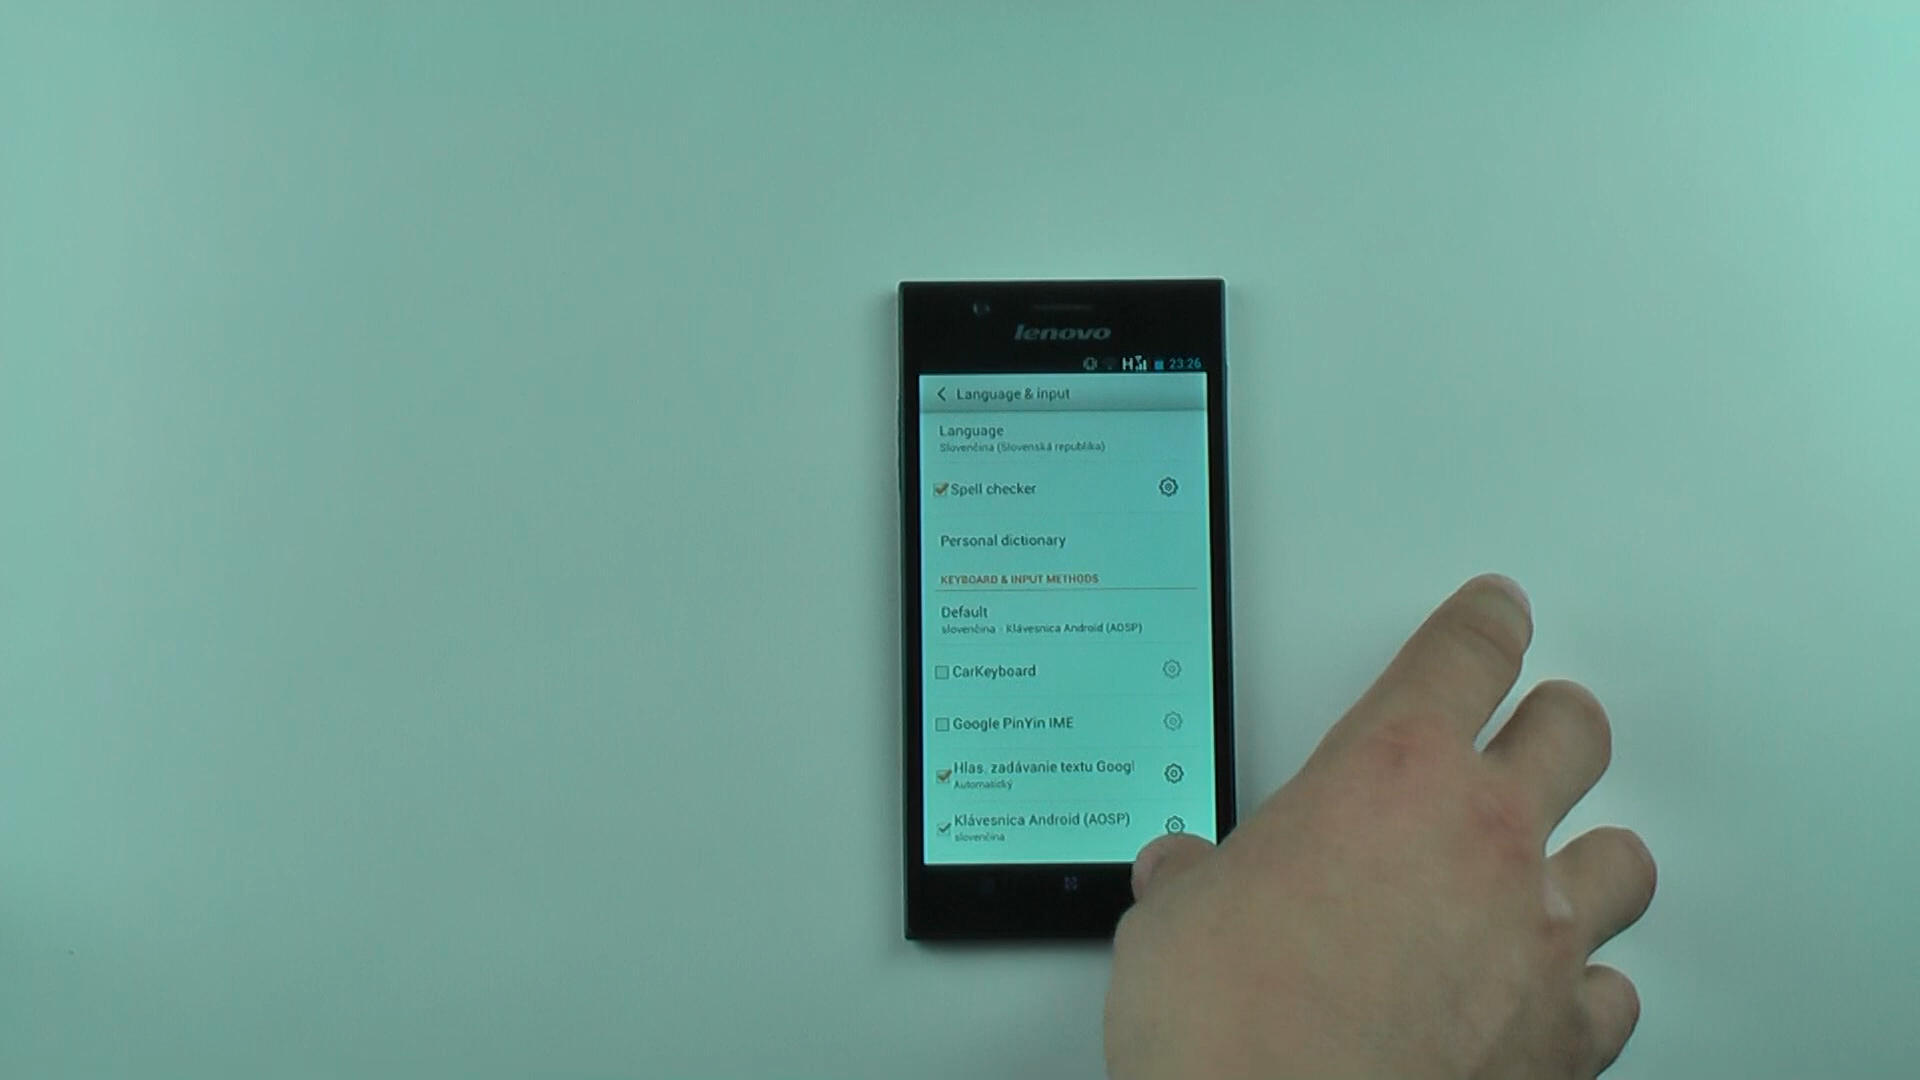 lenovo
H 23:26
Language & input
Language
Slovenčina (Slovenská republika)
Spell checker
Personal dictionary
KEYBOARD & INPUT METHODS
Default
slovenčina - Klávesnica Android (AOSP)
CarKeyboard
Google PinYin IME
Hlas. zadávanie textu Googl
Automatický
Klávesnica Android (AOSP)
slovenčina